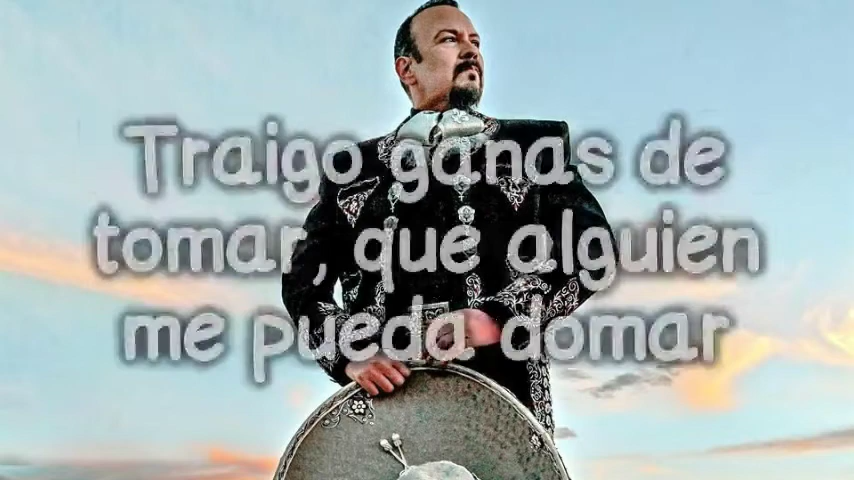 Traigo ganas de
tomar, que alguien
me pueda domar